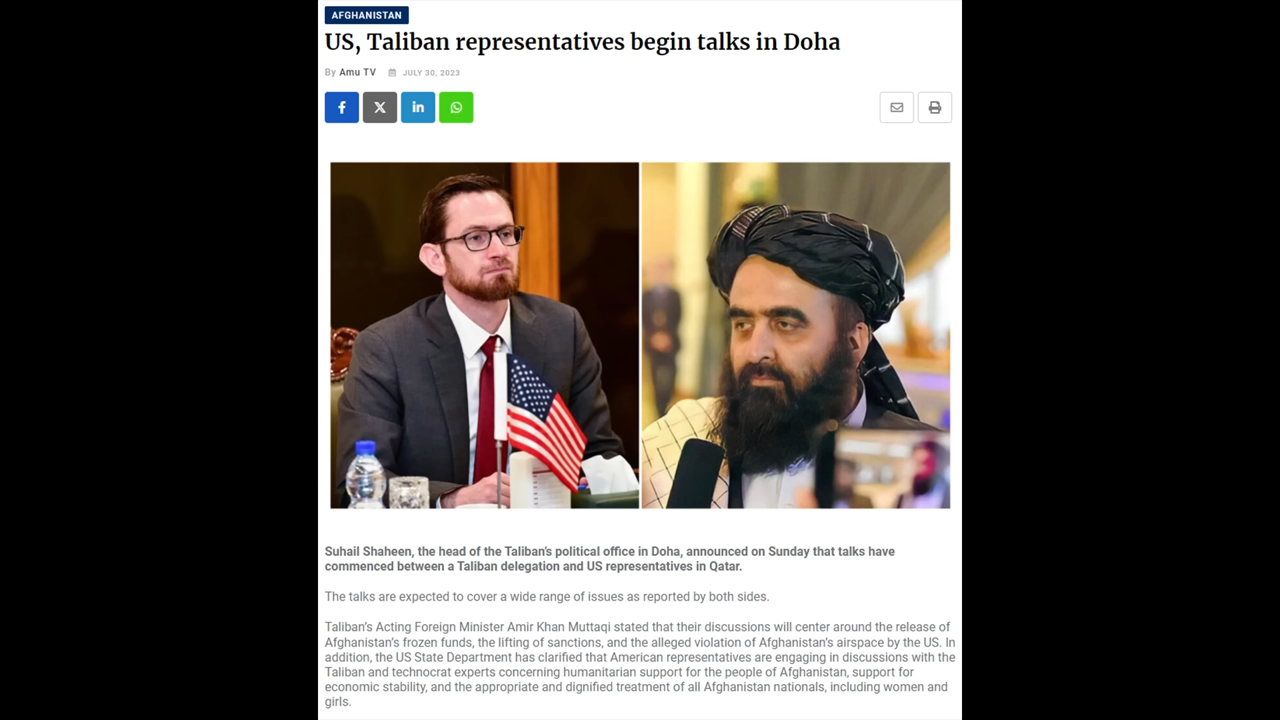 AFGHANISTAN
US, Taliban representatives begin talks in Doha
By Amu TV JULY 30, 2023
Suhail Shaheen, the head of the Taliban's political office in Doha, announced on Sunday that talks have
commenced between a Taliban delegation and US representatives in Qatar.
The talks are expected to cover a wide range of issues as reported by both sides.
Taliban's Acting Foreign Minister Amir Khan Muttaqi stated that their discussions will center around the release of
Afghanistan's frozen funds, the lifting of sanctions, and the alleged violation of Afghanistan's airspace by the US. In
addition, the US State Department has clarified that American representatives are engaging in discussions with the
Taliban and technocrat experts concerning humanitarian support for the people of Afghanistan, support for
economic stability, and the appropriate and dignified treatment of all Afghanistan nationals, including women and
girls.